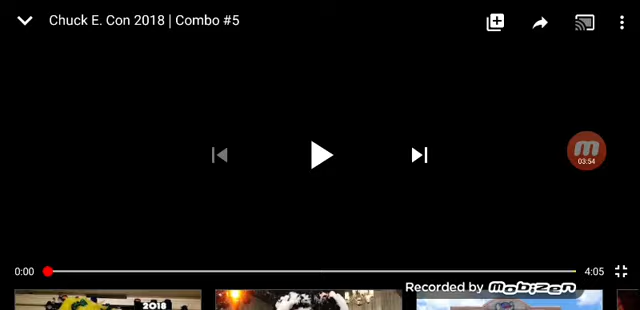 Chuck E. Con 2018 | Combo #5
03:54
0:00
4:05
Recorded by mobizen
2018